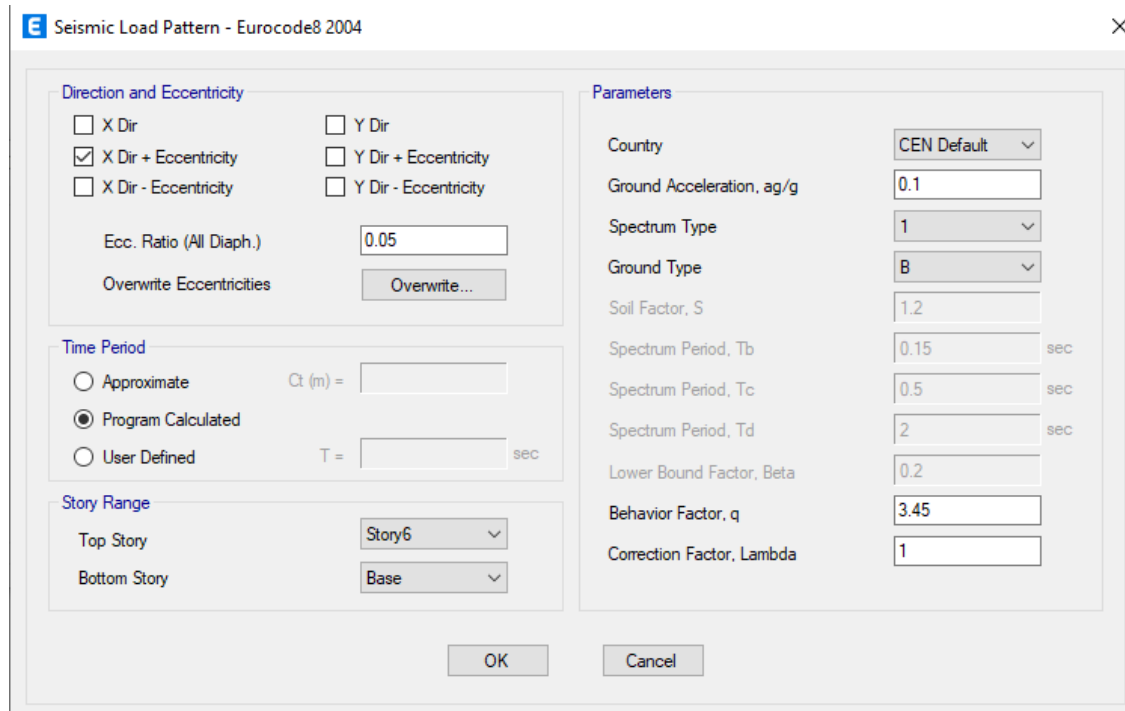 E Seismic Load Pattern - Eurocode8 2004
Direction and Eccentricity
X Dir
Y Dir
X Dir + Eccentricity
Y Dir + Eccentricity
X Dir - Eccentricity
Y Dir - Eccentricity
Ecc. Ratio (All Diaph.) 0.05
Overwrite Eccentricities Overwrite...
Time Period
Approximate Ct (m) =
Program Calculated
User Defined T = sec
Story Range
Top Story Story6
Bottom Story Base
Parameters
Country CEN Default
Ground Acceleration, ag/g 0.1
Spectrum Type 1
Ground Type B
Soil Factor, S 1.2
Spectrum Period, Tb 0.15 sec
Spectrum Period, Tc 0.5 sec
Spectrum Period, Td 2 sec
Lower Bound Factor, Beta 0.2
Behavior Factor, q 3.45
Correction Factor, Lambda 1
OK Cancel